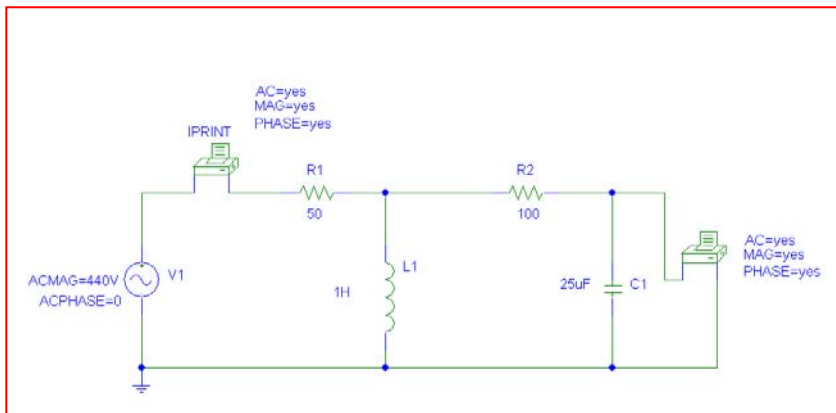 AC=yes
MAG=yes
PHASE=yes
IPRINT
R1
50
R2
100
AC=yes
MAG=yes
PHASE=yes
ACMAG=440V
ACPHASE=0
V1
L1
1H
25uF
C1